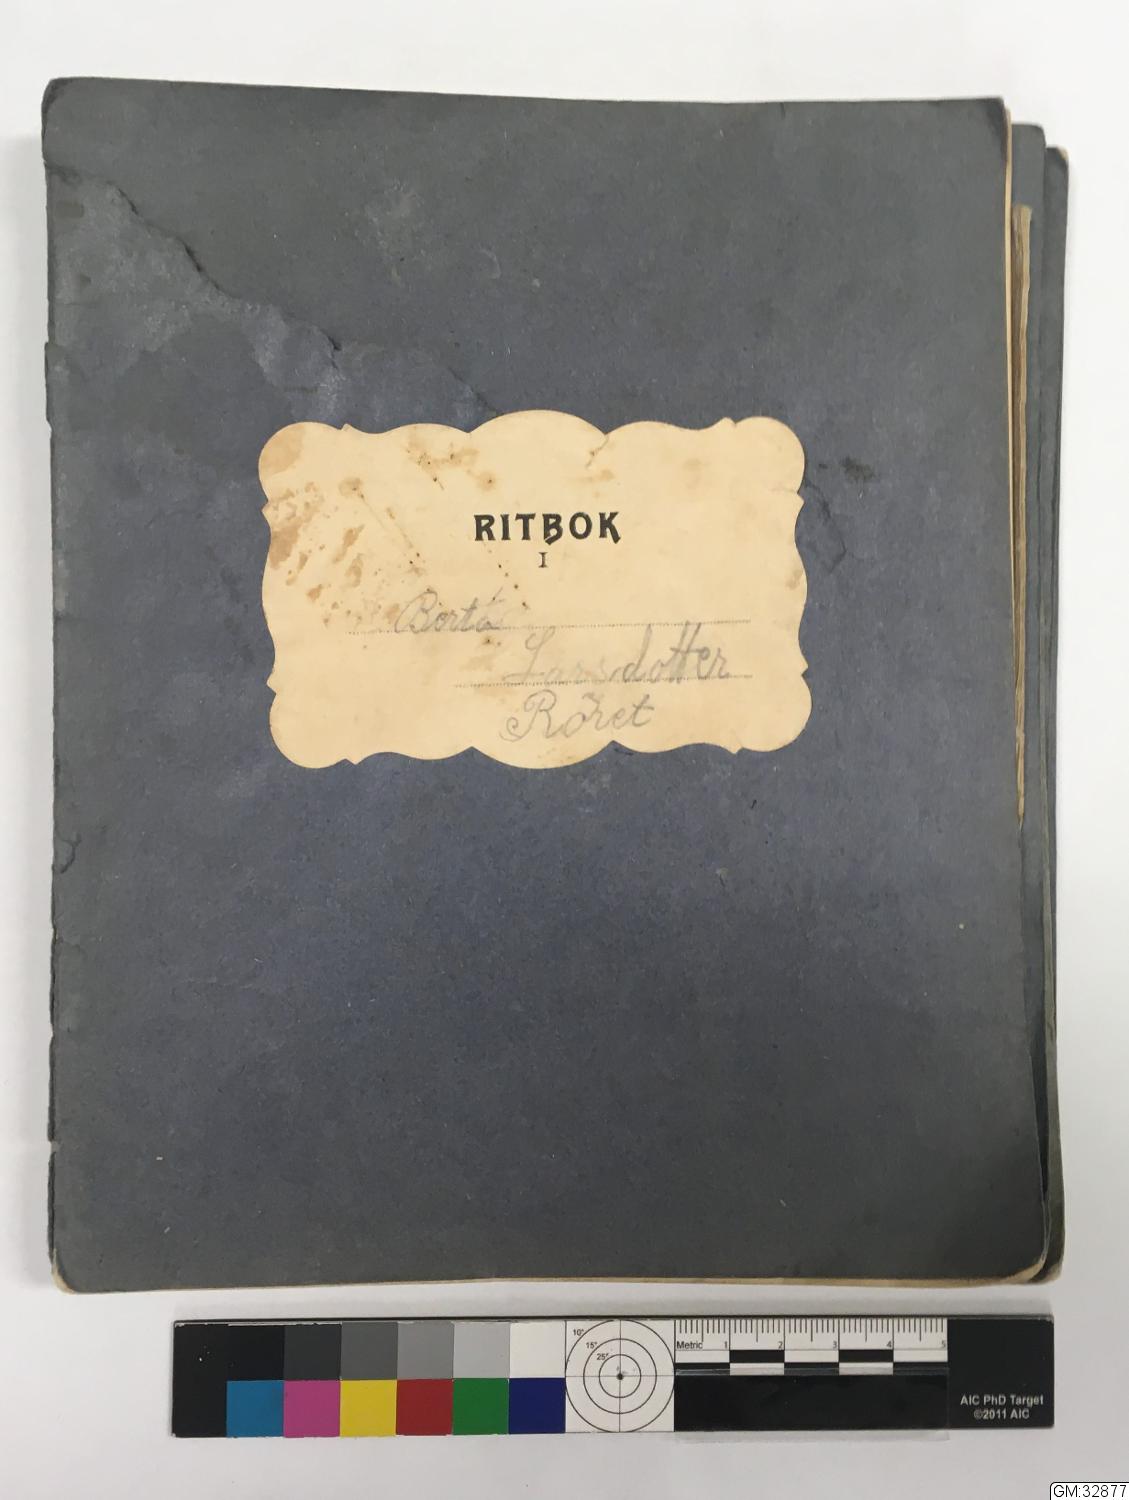 RITBOK
I
Berta
Larsdotter
Röret
10°
15°
25°
Metric 1 2 3 4 5
AIC PhD Target
©2011 AIC
GM:32877